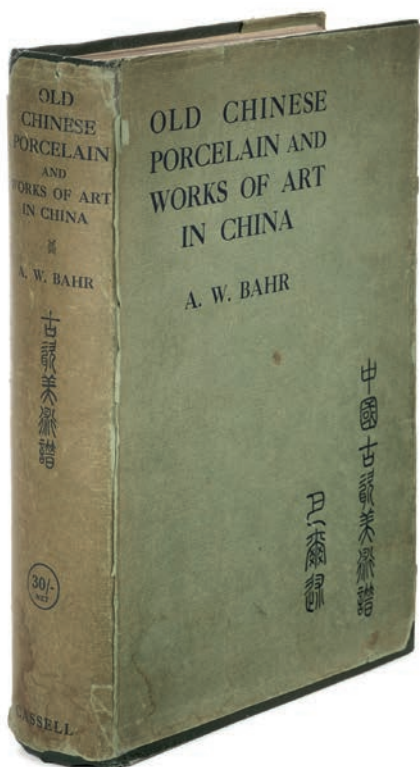 OLD
CHINESE
PORCELAIN
AND
WORKS OF ART
IN CHINA
A. W. BAHR
古瓷美術譜
30/-
NET
CASSELL
OLD CHINESE
PORCELAIN AND
WORKS OF ART
IN CHINA
A. W. BAHR
中國古瓷美術譜